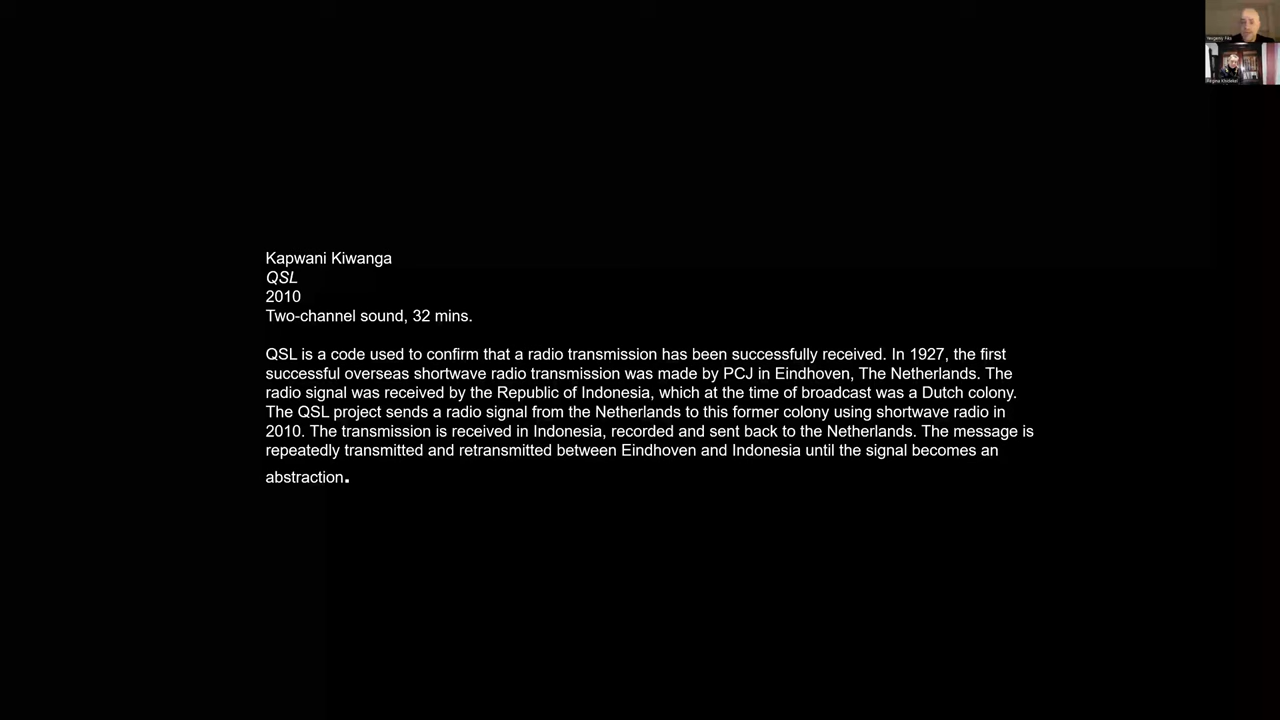 Kapwani Kiwanga
QSL
2010
Two-channel sound, 32 mins.
QSL is a code used to confirm that a radio transmission has been successfully received. In 1927, the first
successful overseas shortwave radio transmission was made by PCJ in Eindhoven, The Netherlands. The
radio signal was received by the Republic of Indonesia, which at the time of broadcast was a Dutch colony.
The QSL project sends a radio signal from the Netherlands to this former colony using shortwave radio in
2010. The transmission is received in Indonesia, recorded and sent back to the Netherlands. The message is
repeatedly transmitted and retransmitted between Eindhoven and Indonesia until the signal becomes an
abstraction.